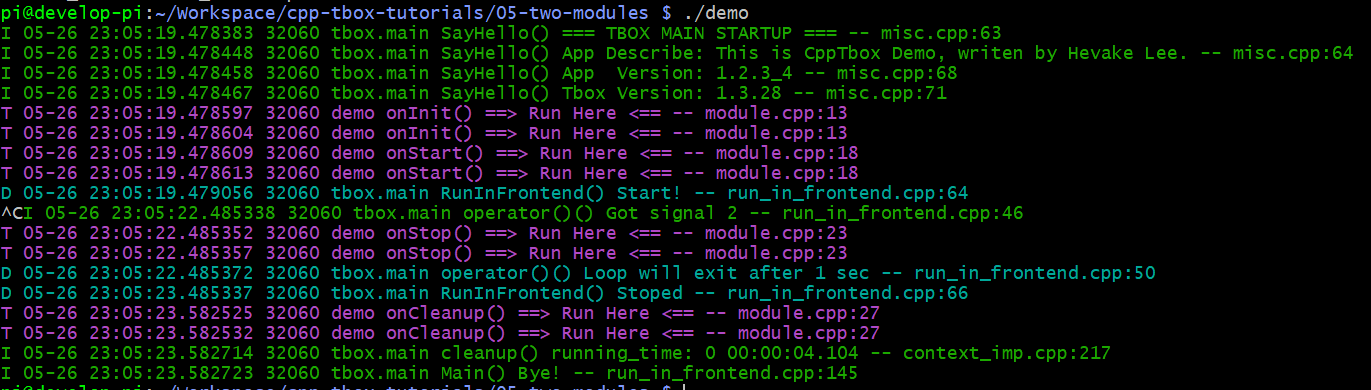 pi@develop-pi:~/Workspace/cpp-tbox-tutorials/05-two-modules $ ./demo
I 05-26 23:05:19.478383 32060 tbox.main SayHello() === TBOX MAIN STARTUP === -- misc.cpp:63
I 05-26 23:05:19.478448 32060 tbox.main SayHello() App Describe: This is CppTbox Demo, writen by Hevake Lee. -- misc.cpp:64
I 05-26 23:05:19.478458 32060 tbox.main SayHello() App  Version: 1.2.3_4 -- misc.cpp:68
I 05-26 23:05:19.478467 32060 tbox.main SayHello() Tbox Version: 1.3.28 -- misc.cpp:71
T 05-26 23:05:19.478597 32060 demo onInit() ==> Run Here <== -- module.cpp:13
T 05-26 23:05:19.478604 32060 demo onInit() ==> Run Here <== -- module.cpp:13
T 05-26 23:05:19.478609 32060 demo onStart() ==> Run Here <== -- module.cpp:18
T 05-26 23:05:19.478613 32060 demo onStart() ==> Run Here <== -- module.cpp:18
D 05-26 23:05:19.479056 32060 tbox.main RunInFrontend() Start! -- run_in_frontend.cpp:64
^CI 05-26 23:05:22.485338 32060 tbox.main operator()() Got signal 2 -- run_in_frontend.cpp:46
T 05-26 23:05:22.485352 32060 demo onStop() ==> Run Here <== -- module.cpp:23
T 05-26 23:05:22.485357 32060 demo onStop() ==> Run Here <== -- module.cpp:23
D 05-26 23:05:22.485372 32060 tbox.main operator()() Loop will exit after 1 sec -- run_in_frontend.cpp:50
D 05-26 23:05:23.485337 32060 tbox.main RunInFrontend() Stoped -- run_in_frontend.cpp:66
T 05-26 23:05:23.582525 32060 demo onCleanup() ==> Run Here <== -- module.cpp:27
T 05-26 23:05:23.582532 32060 demo onCleanup() ==> Run Here <== -- module.cpp:27
I 05-26 23:05:23.582714 32060 tbox.main cleanup() running_time: 0 00:00:04.104 -- context_imp.cpp:217
I 05-26 23:05:23.582723 32060 tbox.main Main() Bye! -- run_in_frontend.cpp:145
pi@develop-pi:~/Workspace/cpp-tbox-tutorials/05-two-modules $